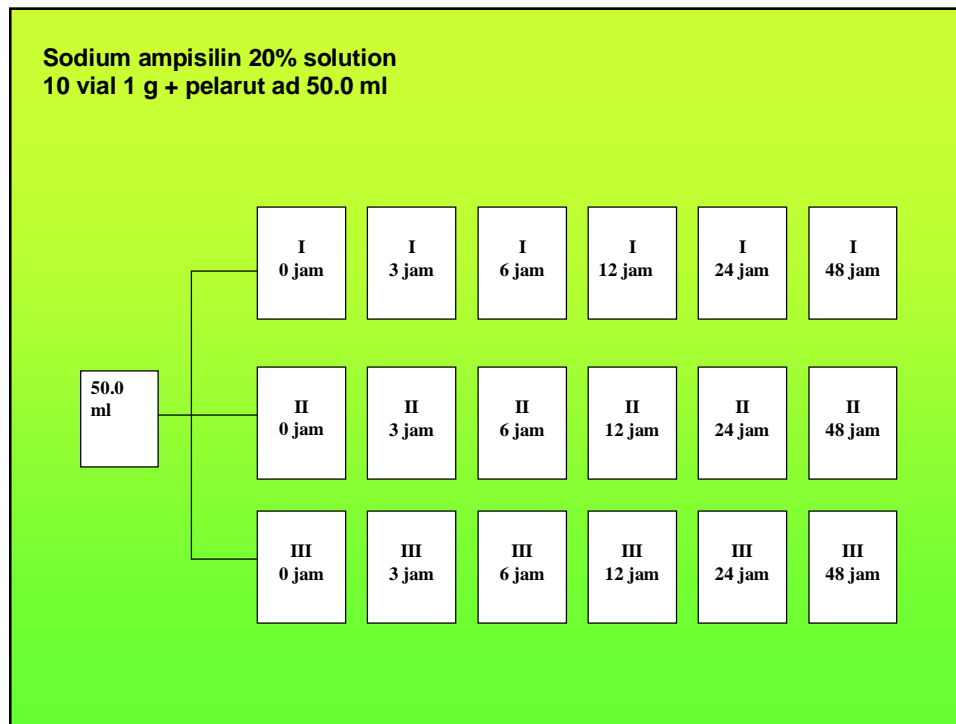 Sodium ampisilin 20% solution
10 vial 1 g + pelarut ad 50.0 ml
I
0 jam
I
3 jam
I
6 jam
I
12 jam
I
24 jam
I
48 jam
50.0
ml
II
0 jam
II
3 jam
II
6 jam
II
12 jam
II
24 jam
II
48 jam
III
0 jam
III
3 jam
III
6 jam
III
12 jam
III
24 jam
III
48 jam